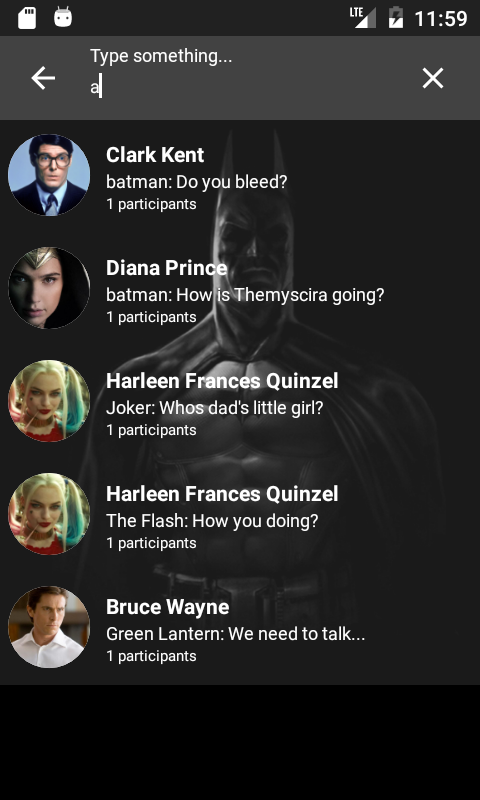 LTE 11:59
Type something...
a
Clark Kent
batman: Do you bleed?
1 participants
Diana Prince
batman: How is Themyscira going?
1 participants
Harleen Frances Quinzel
Joker: Whos dad's little girl?
1 participants
Harleen Frances Quinzel
The Flash: How you doing?
1 participants
Bruce Wayne
Green Lantern: We need to talk...
1 participants